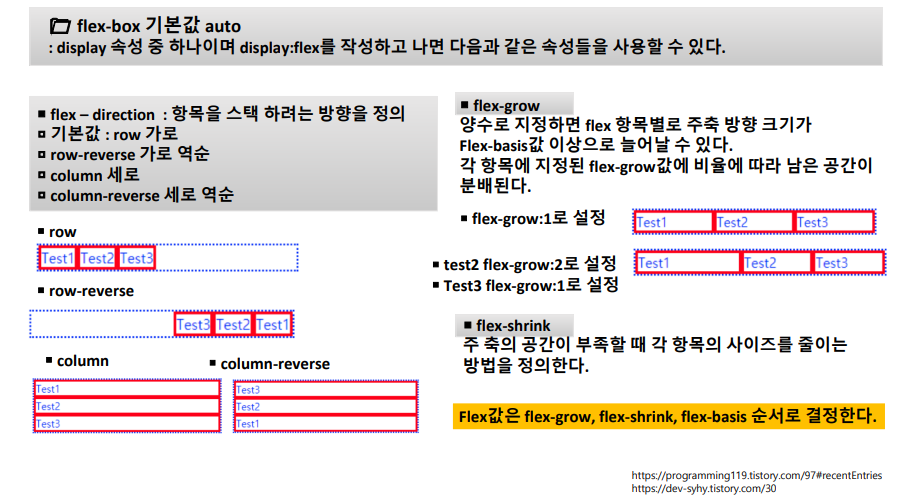 flex-box 기본값 auto
: display 속성 중 하나이며 display:flex를 작성하고 나면 다음과 같은 속성들을 사용할 수 있다.
▪ flex – direction : 항목을 스택 하려는 방향을 정의
▫ 기본값 : row 가로
▫ row-reverse 가로 역순
▫ column 세로
▫ column-reverse 세로 역순
▪ row
Test1 Test2 Test3
▪ row-reverse
Test3 Test2 Test1
▪ column
Test1
Test2
Test3
▪ column-reverse
Test3
Test2
Test1
▪ flex-grow
양수로 지정하면 flex 항목별로 주축 방향 크기가
Flex-basis값 이상으로 늘어날 수 있다.
각 항목에 지정된 flex-grow값에 비율에 따라 남은 공간이
분배된다.
▪ flex-grow:1로 설정
Test1 Test2 Test3
▪ test2 flex-grow:2로 설정
▪ Test3 flex-grow:1로 설정
Test1 Test2 Test3
▪ flex-shrink
주 축의 공간이 부족할 때 각 항목의 사이즈를 줄이는
방법을 정의한다.
Flex값은 flex-grow, flex-shrink, flex-basis 순서로 결정한다.
https://programming119.tistory.com/97#recentEntries
https://dev-syhy.tistory.com/30